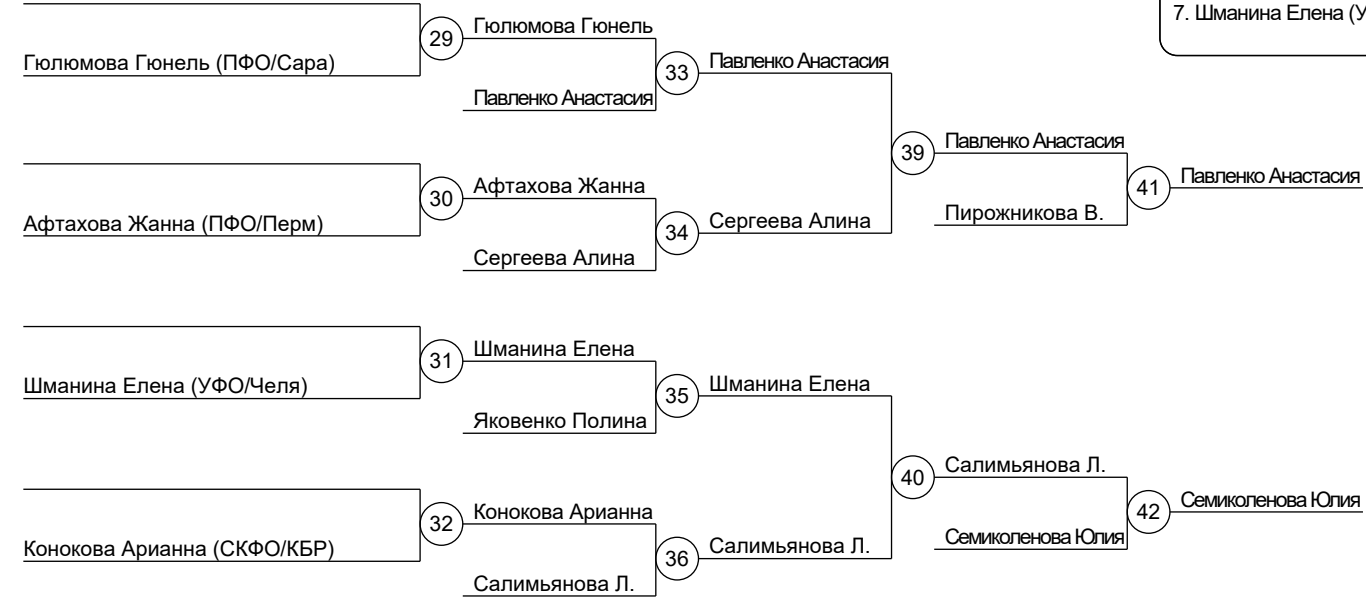 7. Шманина Елена (У
Гюлюмова Гюнель (ПФО/Сара)
29
Гюлюмова Гюнель
Павленко Анастасия
33
Павленко Анастасия
Афтахова Жанна (ПФО/Перм)
30
Афтахова Жанна
Сергеева Алина
34
Сергеева Алина
39
Павленко Анастасия
Пирожникова В.
41
Павленко Анастасия
Шманина Елена (УФО/Челя)
31
Шманина Елена
Яковенко Полина
35
Шманина Елена
Конокова Арианна (СКФО/КБР)
32
Конокова Арианна
Салимьянова Л.
36
Салимьянова Л.
40
Салимьянова Л.
Семиколенова Юлия
42
Семиколенова Юлия